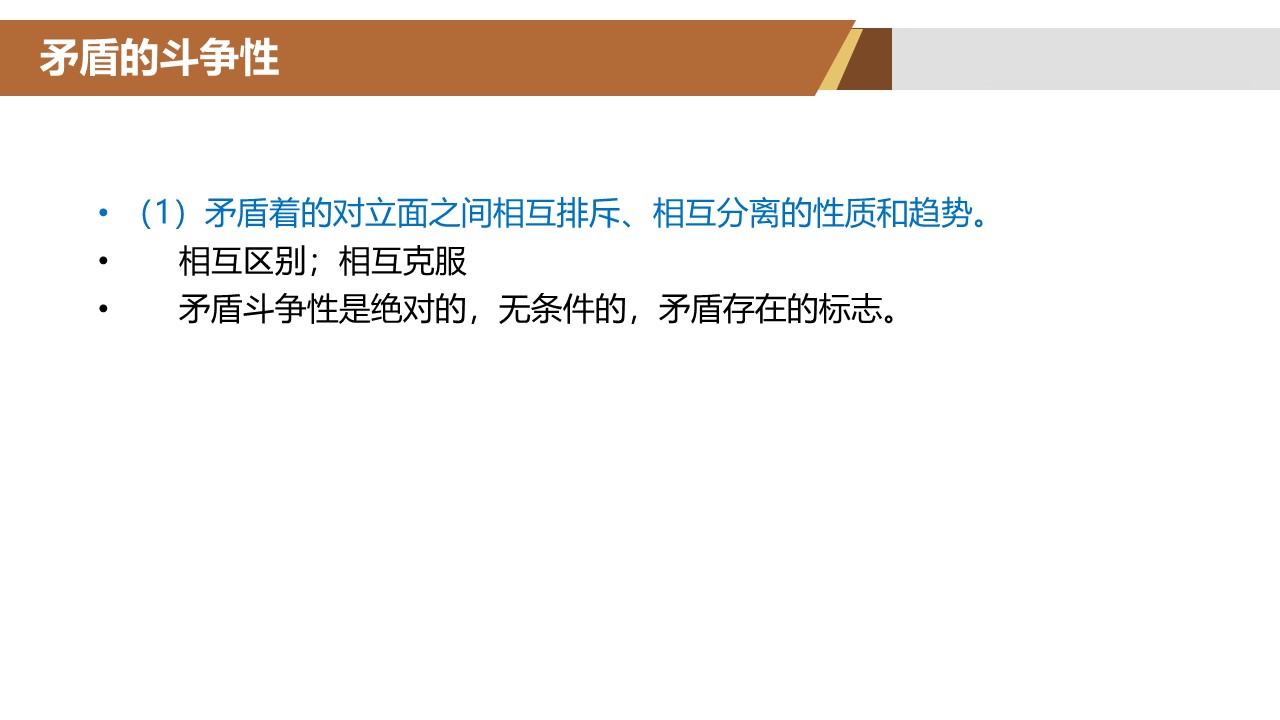 矛盾的斗争性
• （1）矛盾着的对立面之间相互排斥、相互分离的性质和趋势。
• 相互区别；相互克服
• 矛盾斗争性是绝对的，无条件的，矛盾存在的标志。